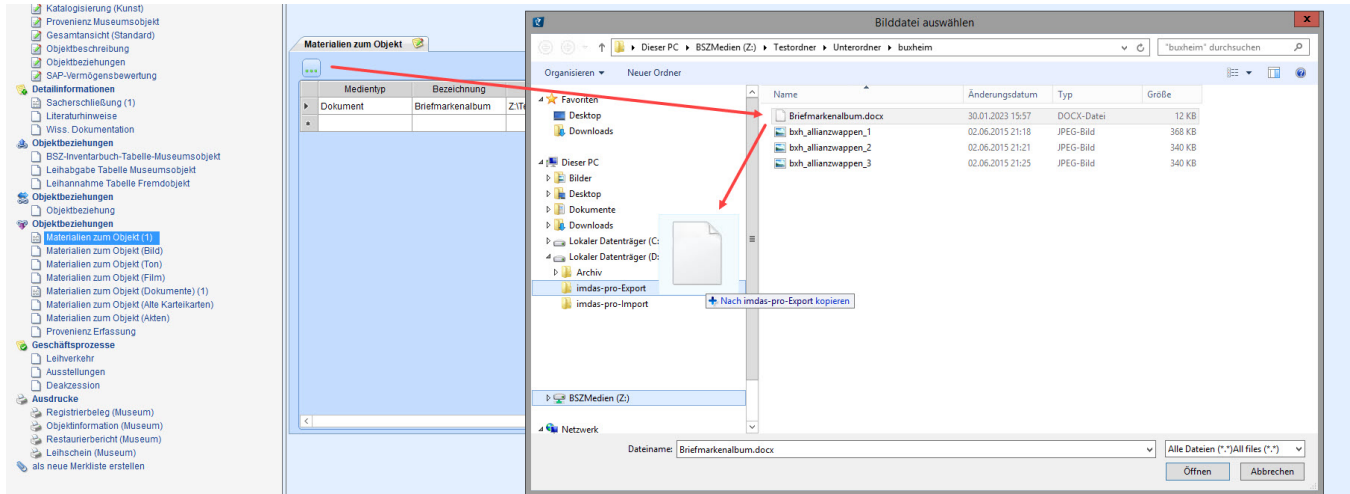 Katalogisierung (Kunst)
Provenienz Museumsobjekt
Gesamtansicht (Standard)
Objektbeschreibung
Objektbeziehungen
SAP-Vermögensbewertung
Detailinformationen
Sacherschließung (1)
Literaturhinweise
Wiss. Dokumentation
Objektbeziehungen
BSZ-Inventarbuch-Tabelle-Museumsobjekt
Leihabgabe Tabelle Museumsobjekt
Leihannahme Tabelle Fremdobjekt
Objektbeziehungen
Objektbeziehung
Objektbeziehungen
Materialien zum Objekt (1)
Materialien zum Objekt (Bild)
Materialien zum Objekt (Ton)
Materialien zum Objekt (Film)
Materialien zum Objekt (Dokumente) (1)
Materialien zum Objekt (Alte Karteikarten)
Materialien zum Objekt (Akten)
Provenienz Erfassung
Geschäftsprozesse
Leihverkehr
Ausstellungen
Deakzession
Ausdrucke
Registrierbeleg (Museum)
Objektinformation (Museum)
Restaurierbericht (Museum)
Leihschein (Museum)
als neue Merkliste erstellen
Materialien zum Objekt
Medientyp Bezeichnung
Dokument Briefmarkenalbum Z:\Te
Bilddatei auswählen
x
Dieser PC BSZMedien (Z:) Testordner Unterordner buxheim
"buxheim" durchsuchen
Organisieren Neuer Ordner
Favoriten
Desktop
Downloads
Dieser PC
Bilder
Desktop
Dokumente
Downloads
Lokaler Datenträger (C:
Lokaler Datenträger (D:
Archiv
imdas-pro-Export
imdas-pro-Import
BSZMedien (Z:)
Netzwerk
Name Änderungsdatum Typ Größe
Briefmarkenalbum.docx 30.01.2023 15:57 DOCX-Datei 12 KB
bxh_allianzwappen_1 02.06.2015 21:18 JPEG-Bild 368 KB
bxh_allianzwappen_2 02.06.2015 21:21 JPEG-Bild 340 KB
bxh_allianzwappen_3 02.06.2015 21:25 JPEG-Bild 340 KB
Nach imdas-pro-Export kopieren
Dateiname: Briefmarkenalbum.docx
Alle Dateien (*.*)All files (*.*)
Öffnen Abbrechen